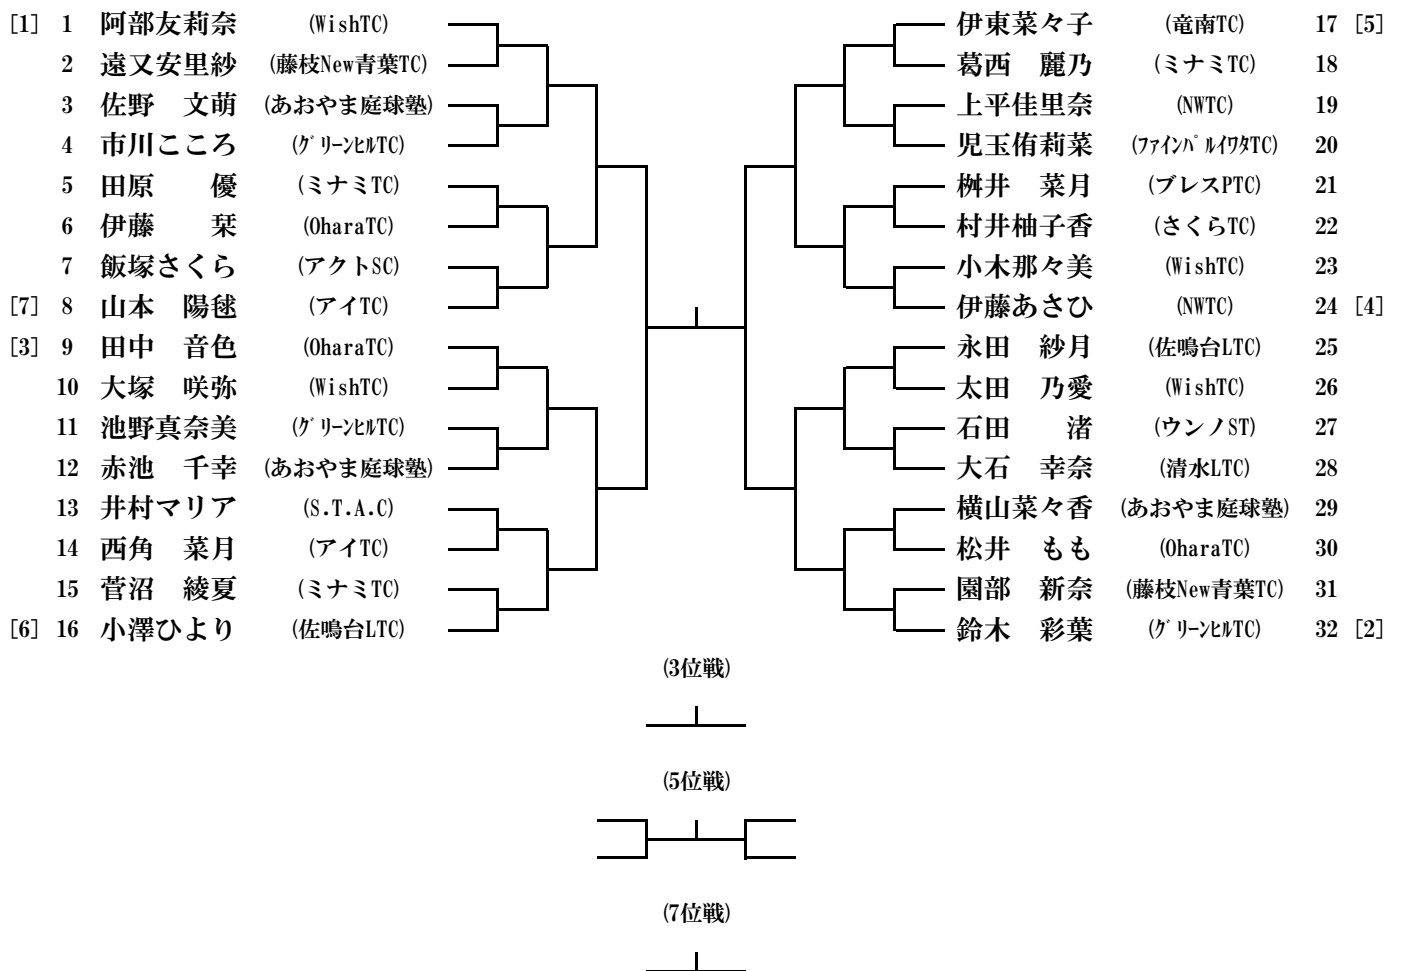 [1] 1 阿部友莉奈 (WishTC)
2 遠又安里紗 (藤枝New青葉TC)
3 佐野 文萌 (あおやま庭球塾)
4 市川こころ (グリーンヒルTC)
5 田原 優 (ミナミTC)
6 伊藤 栞 (OharaTC)
7 飯塚さくら (アクトSC)
[7] 8 山本 陽毬 (アイTC)
[3] 9 田中 音色 (OharaTC)
10 大塚 咲弥 (WishTC)
11 池野真奈美 (グリーンヒルTC)
12 赤池 千幸 (あおやま庭球塾)
13 井村マリア (S.T.A.C)
14 西角 菜月 (アイTC)
15 菅沼 綾夏 (ミナミTC)
[6] 16 小澤ひより (佐鳴台LTC)
伊東菜々子 (竜南TC) 17 [5]
葛西 麗乃 (ミナミTC) 18
上平佳里奈 (NWTC) 19
児玉侑莉菜 (ファインパルイワタTC) 20
桝井 菜月 (ブレスPTC) 21
村井柚子香 (さくらTC) 22
小木那々美 (WishTC) 23
伊藤あさひ (NWTC) 24 [4]
永田 紗月 (佐鳴台LTC) 25
太田 乃愛 (WishTC) 26
石田 渚 (ウンノST) 27
大石 幸奈 (清水LTC) 28
横山菜々香 (あおやま庭球塾) 29
松井 もも (OharaTC) 30
園部 新奈 (藤枝New青葉TC) 31
鈴木 彩葉 (グリーンヒルTC) 32 [2]
(3位戦)
(5位戦)
(7位戦)